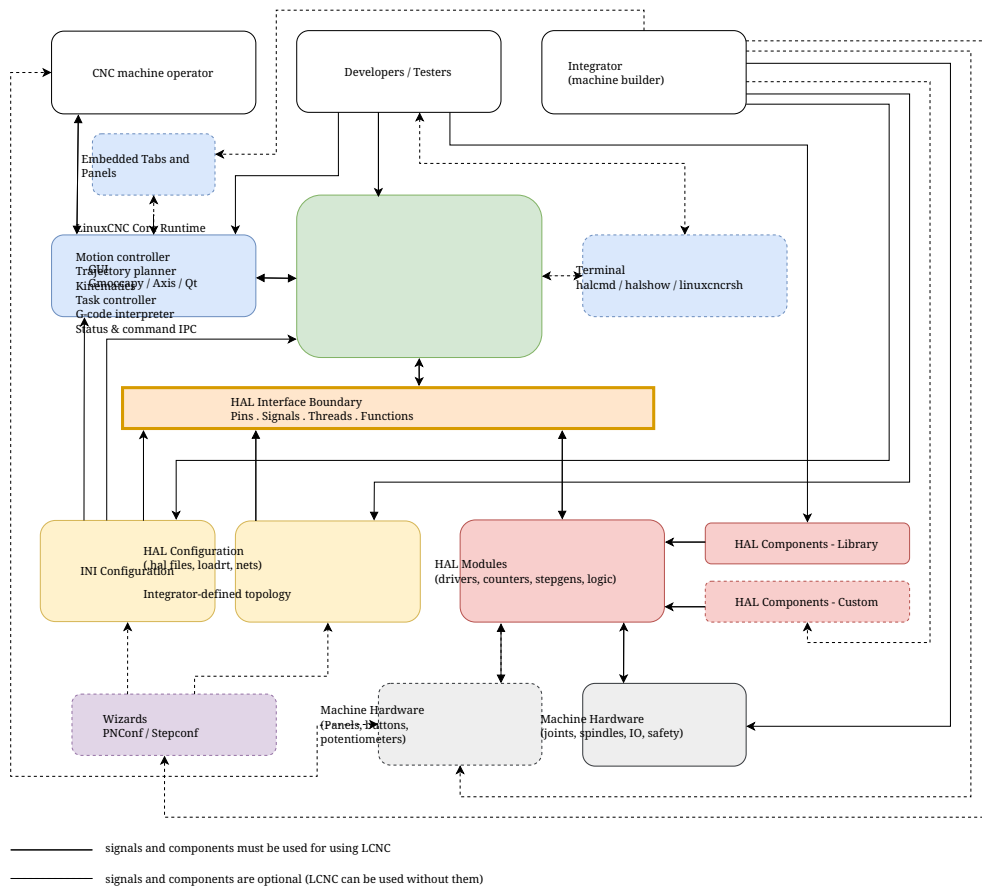 CNC machine operator
Developers / Testers
Integrator
(machine builder)
Embedded Tabs and
Panels
LinuxCNC Core Runtime
Motion controller
Trajectory planner
Kinematics
Task controller
G-code interpreter
Status & command IPC
GUI
Gmoccapy / Axis / Qt
Terminal
halcmd / halshow / linuxcncrsh
HAL Interface Boundary
Pins . Signals . Threads . Functions
INI Configuration
HAL Configuration
(.hal files, loadrt, nets)
Integrator-defined topology
HAL Modules
(drivers, counters, stepgens, logic)
HAL Components - Library
HAL Components - Custom
Wizards
PNConf / Stepconf
Machine Hardware
(Panels, buttons,
potentiometers)
Machine Hardware
(joints, spindles, IO, safety)
signals and components must be used for using LCNC
signals and components are optional (LCNC can be used without them)